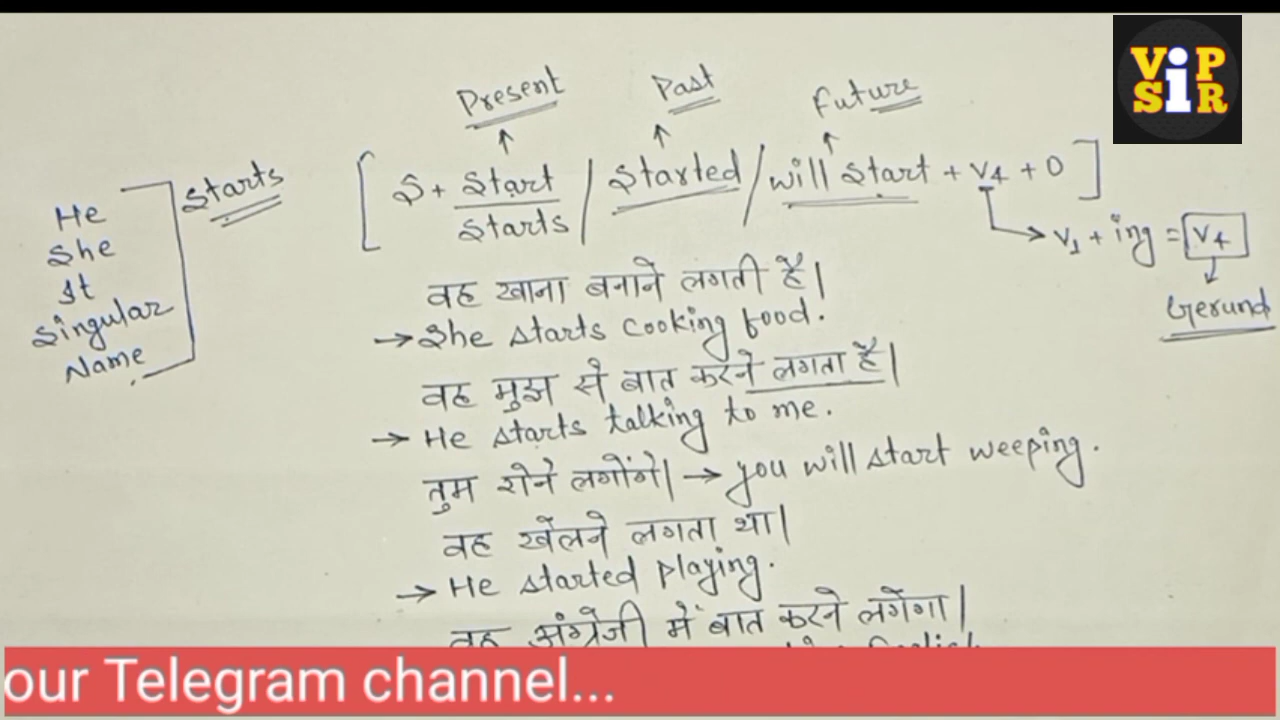 ViP
SiR
Present Past Future
He
She
It
Singular
Name
starts
[ S + Start / Started / will start + V4 + O ]
Starts
V1 + ing = V4
Gerund
वह खाना बनाने लगती है|
→ She starts cooking food.
वह मुझ से बात करने लगता है|
→ He starts talking to me.
तुम रोने लगोंगे| → you will start weeping.
वह खेंलने लगता था|
→ He started playing.
वह अंग्रेजी में बात करने लगेंगा|
our Telegram channel...